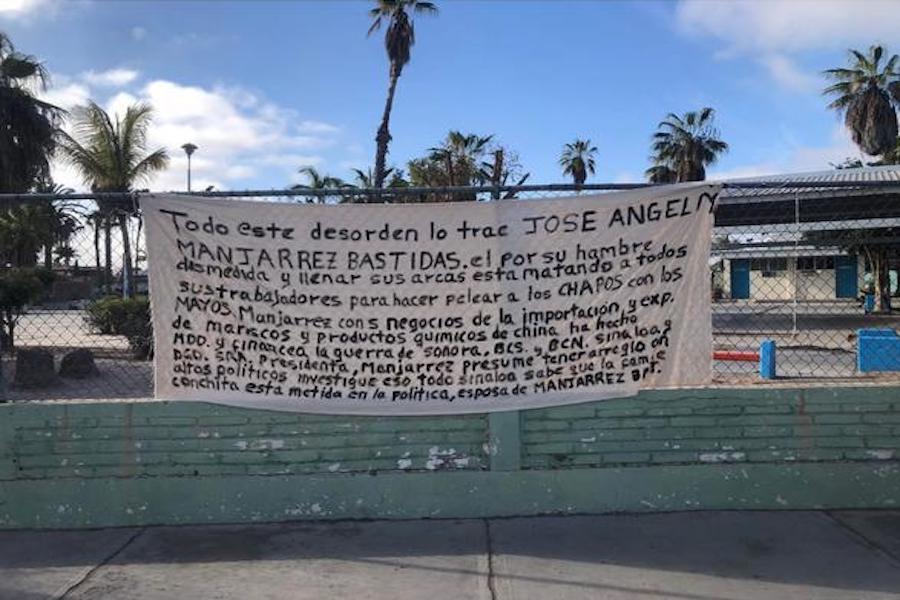 Todo este desorden lo trae JOSE ANGEL N
MANJARREZ BASTIDAS. el por su hambre
desmedida y llenar sus arcas esta matando a todos
sus trabajadores para hacer pelear a los CHAPOS con los
MAYOS, Manjarrez con s negocios de la importación y exp.
de mariscos y productos quimicos de china ha hecho
MDD. y financea la guerra de sonora, BCS. y BCN. sinaloa y
DGO. SRA. presidenta, Manjarrez presume tener arreglo on
altos politicos investigue eso todo sinaloa sabe que la
conchita esta metida en la politica, esposa de MANJARREZ